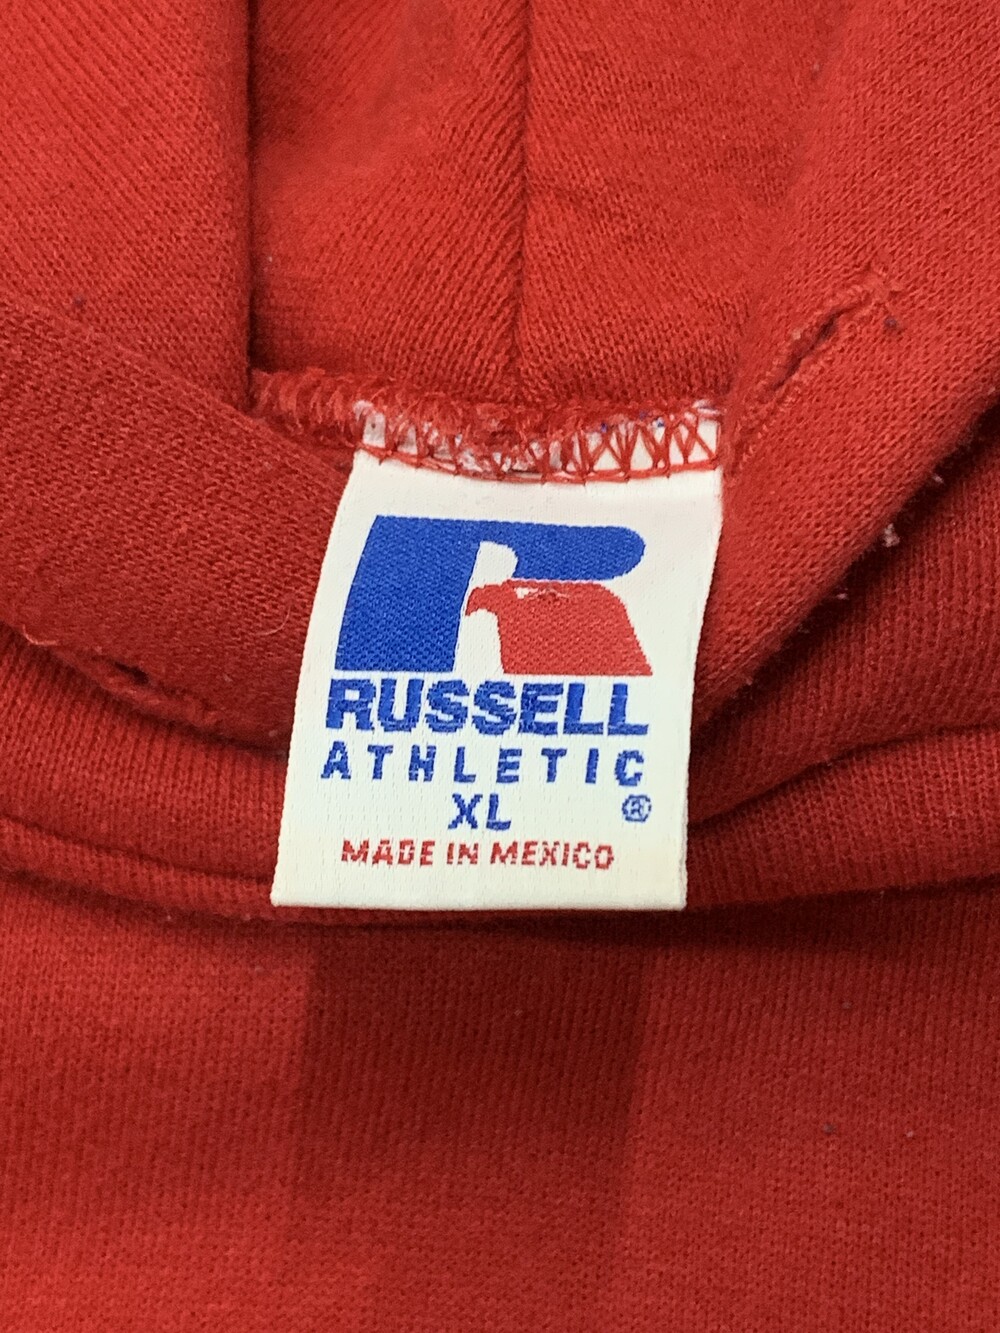 RUSSELL
ATHLETIC
XL ®
MADE IN MEXICO